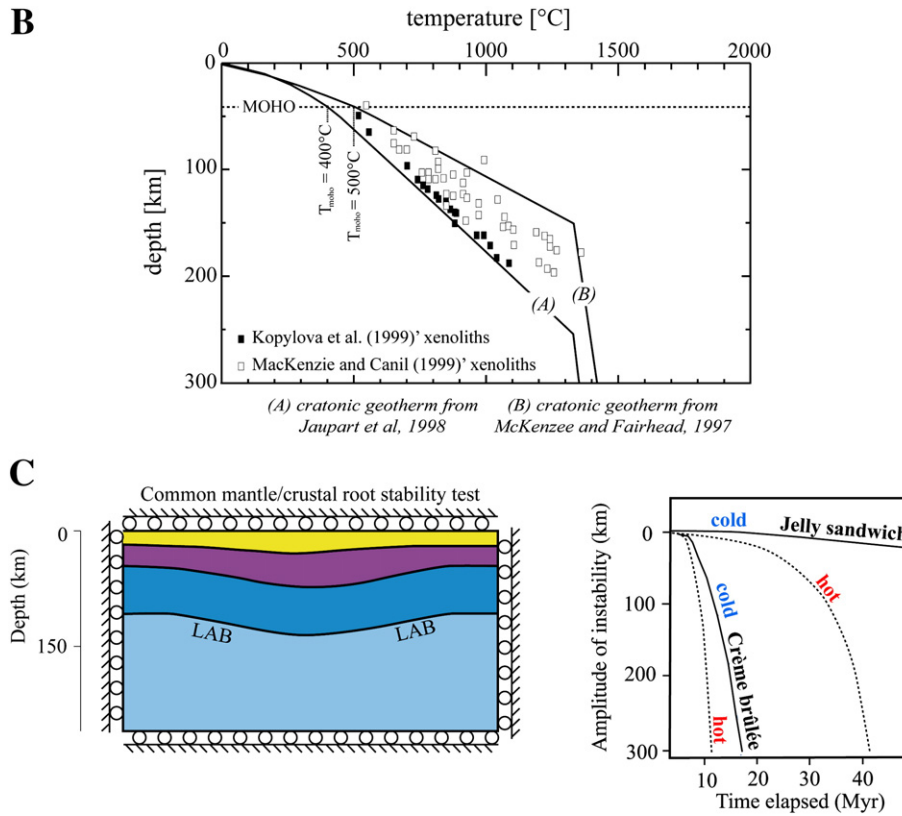 B
temperature [°C]
0 500 1000 1500 2000
0
MOHO
100
depth [km]
200
300
Tmoho = 400°C
Tmoho = 500°C
(A)
(B)
Kopylova et al. (1999)' xenoliths
MacKenzie and Canil (1999)' xenoliths
(A) cratonic geotherm from
Jaupart et al, 1998
(B) cratonic geotherm from
McKenzee and Fairhead, 1997
C
Common mantle/crustal root stability test
0
Depth (km)
150
LAB
LAB
cold
Jelly sandwich
0
hot
cold
100
Amplitude of instability (km)
Crème brûlée
200
hot
300
10 20 30 40
Time elapsed (Myr)